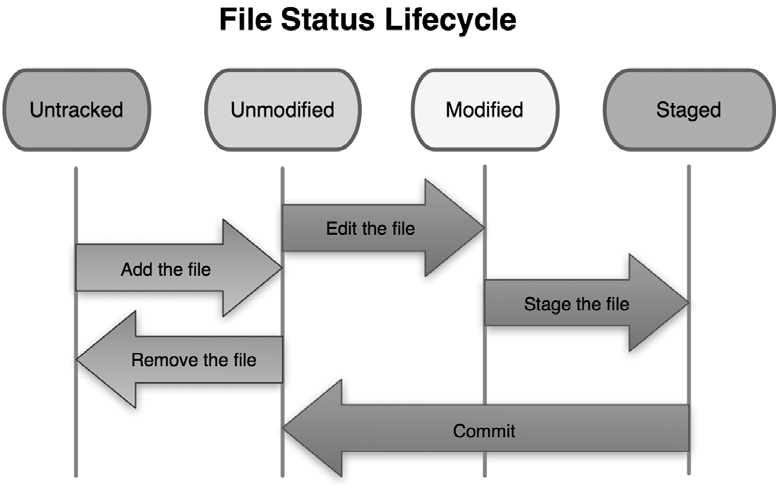 File Status Lifecycle
Untracked
Unmodified
Modified
Staged
Edit the file
Add the file
Stage the file
Remove the file
Commit